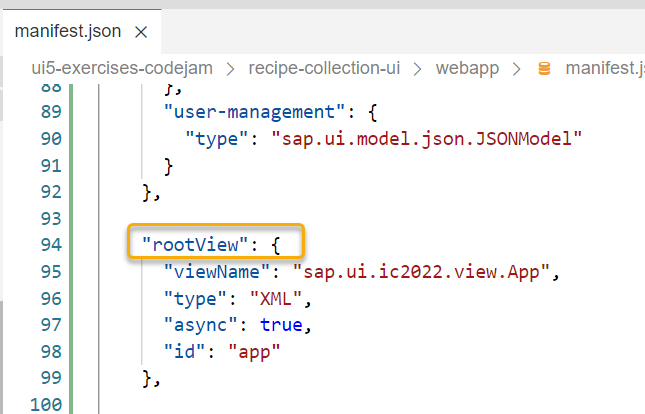 manifest.json ×
ui5-exercises-codejam > recipe-collection-ui > webapp > manifest.js
88 },
89 "user-management": {
90 "type": "sap.ui.model.json.JSONModel"
91 }
92 },
93
94 "rootView": {
95 "viewName": "sap.ui.ic2022.view.App",
96 "type": "XML",
97 "async": true,
98 "id": "app"
99 },
100